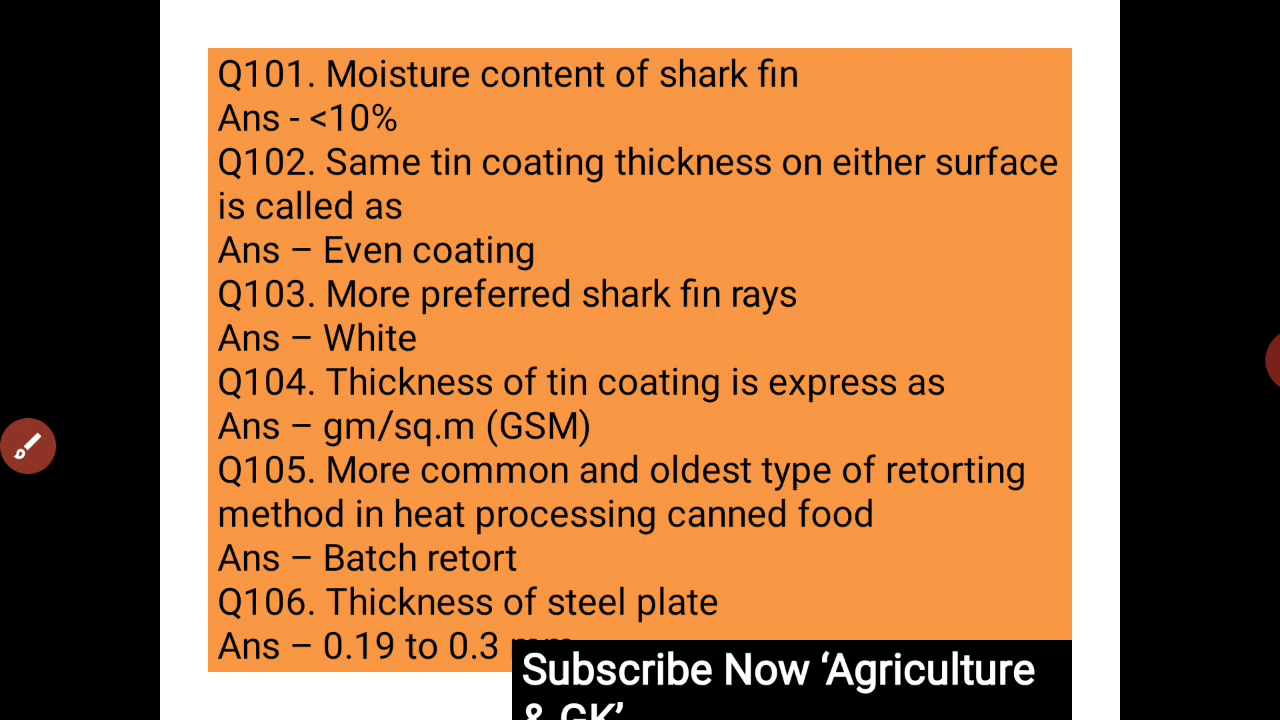 Q101. Moisture content of shark fin
Ans - <10%
Q102. Same tin coating thickness on either surface
is called as
Ans – Even coating
Q103. More preferred shark fin rays
Ans – White
Q104. Thickness of tin coating is express as
Ans – gm/sq.m (GSM)
Q105. More common and oldest type of retorting
method in heat processing canned food
Ans – Batch retort
Q106. Thickness of steel plate
Ans – 0.19 to 0.3
Subscribe Now ‘Agriculture
& GK’